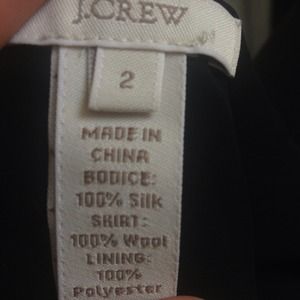 J.CREW
2
MADE IN
CHINA
BODICE:
100% Silk
SKIRT:
100% Wool
LINING:
100%
Polyester